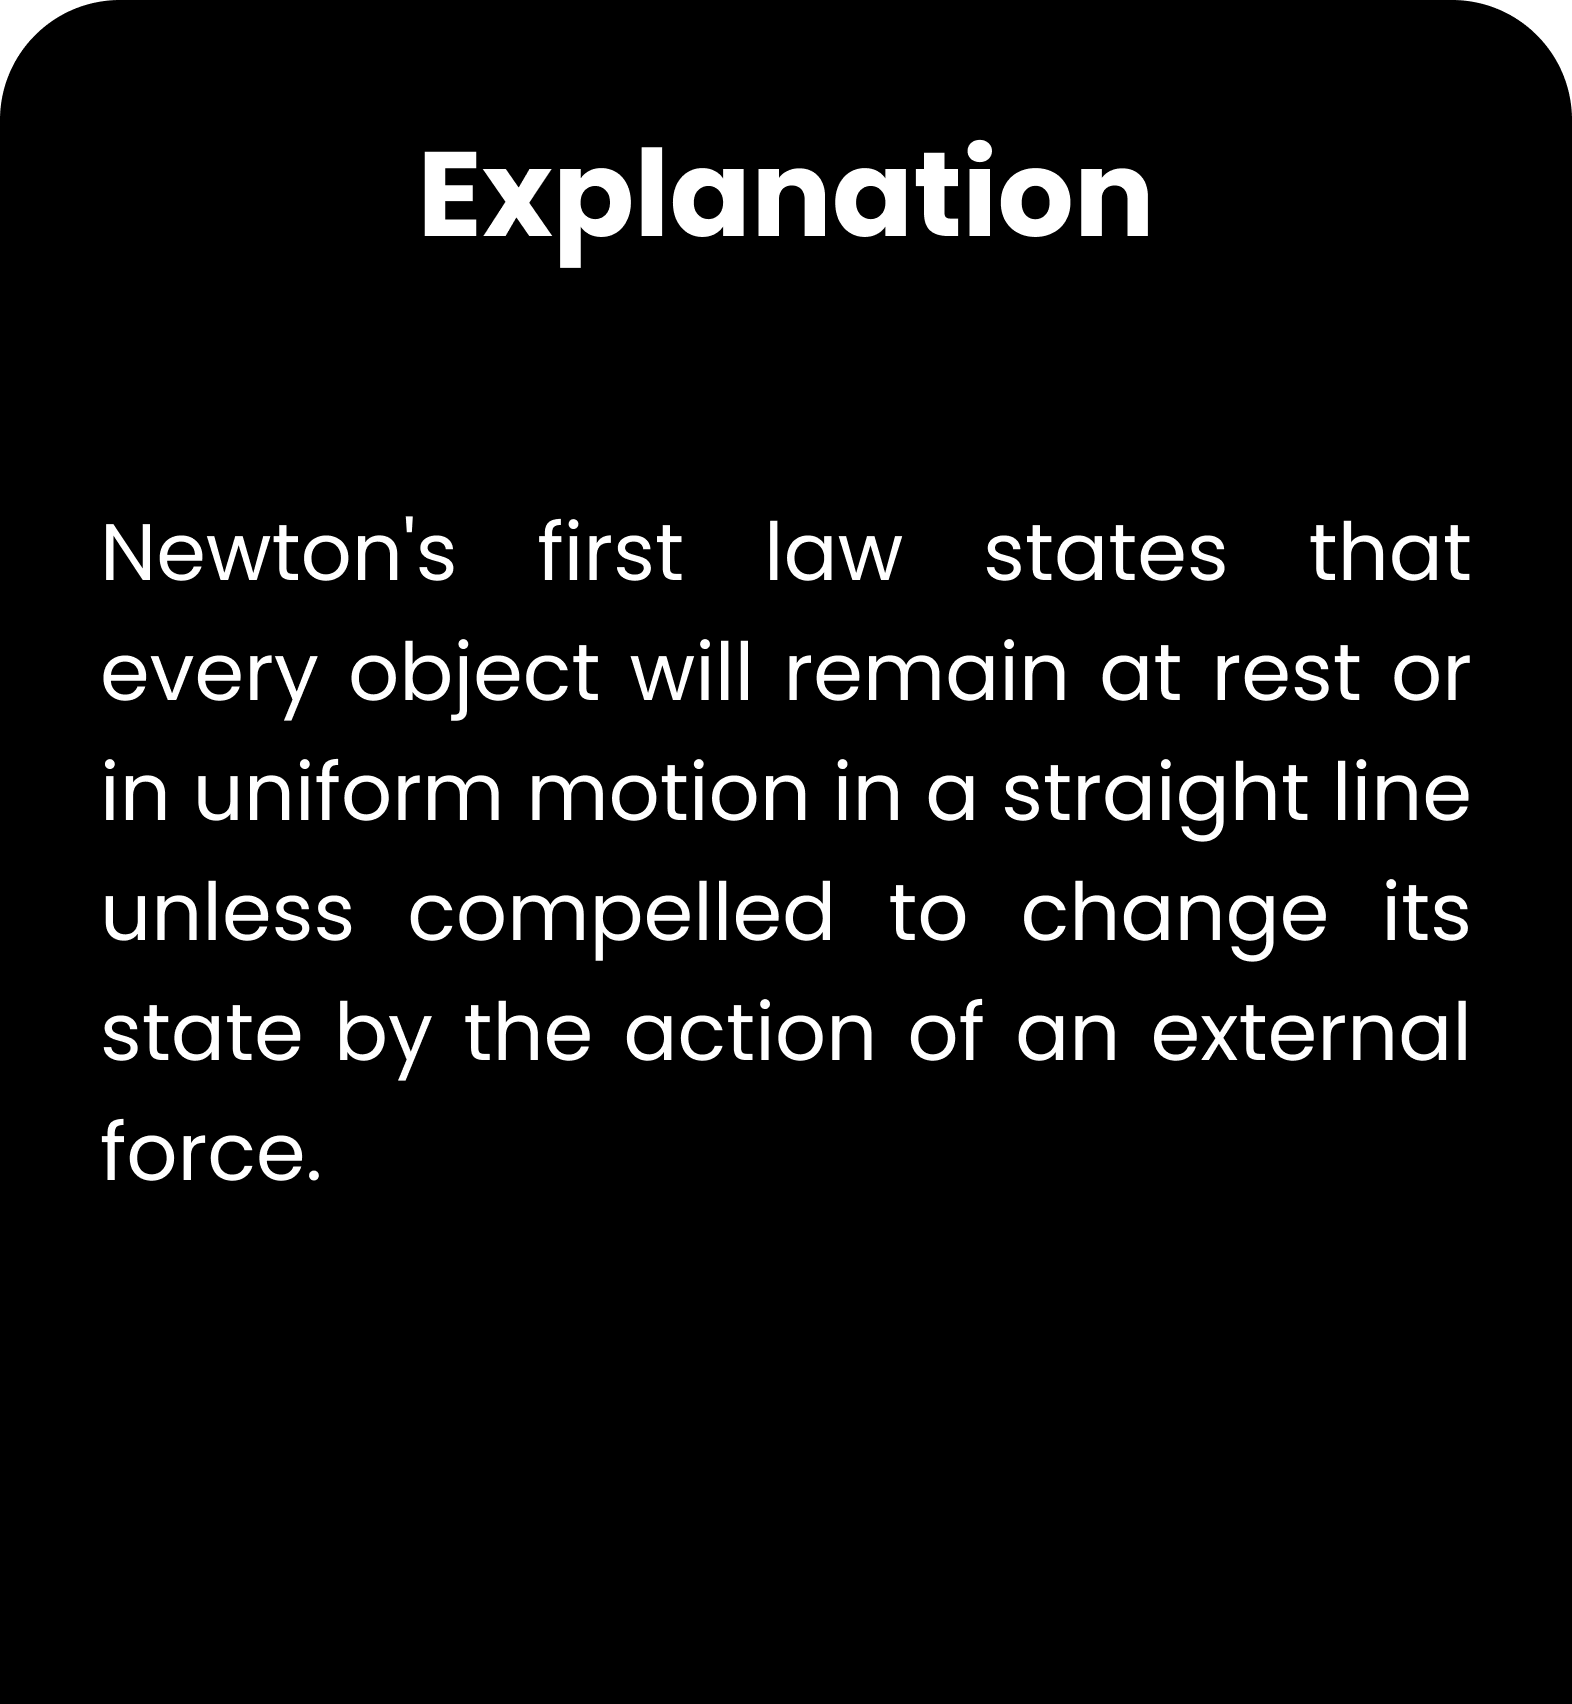 Explanation
Newton's first law states that
every object will remain at rest or
in uniform motion in a straight line
unless compelled to change its
state by the action of an external
force.